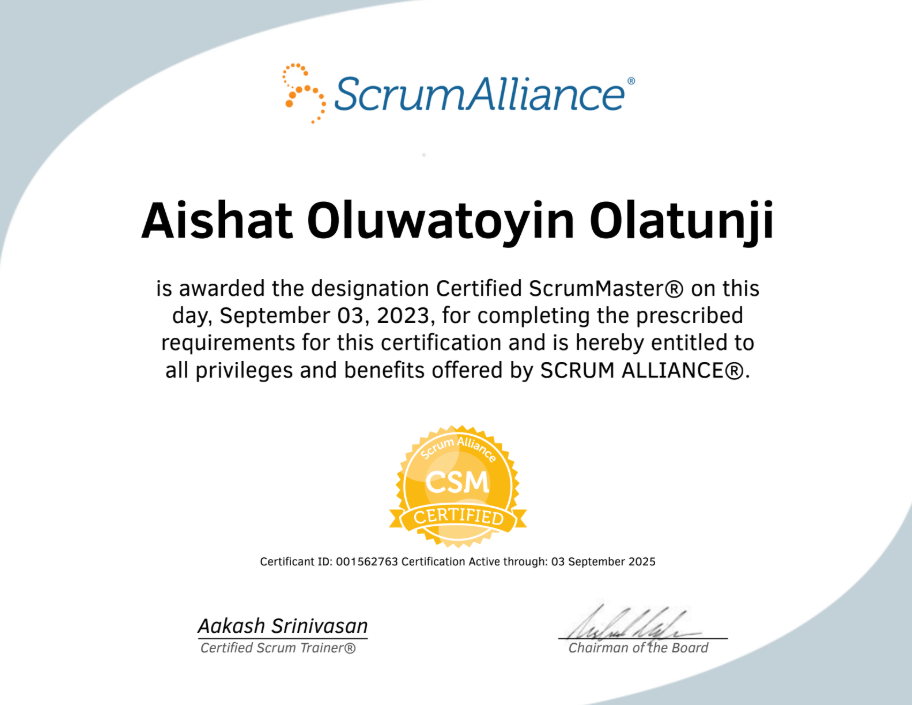 ScrumAlliance®
Aishat Oluwatoyin Olatunji
is awarded the designation Certified ScrumMaster® on this
day, September 03, 2023, for completing the prescribed
requirements for this certification and is hereby entitled to
all privileges and benefits offered by SCRUM ALLIANCE®.
Scrum Alliance
CSM
CERTIFIED
Certificant ID: 001562763 Certification Active through: 03 September 2025
Aakash Srinivasan
Certified Scrum Trainer®
Chairman of the Board